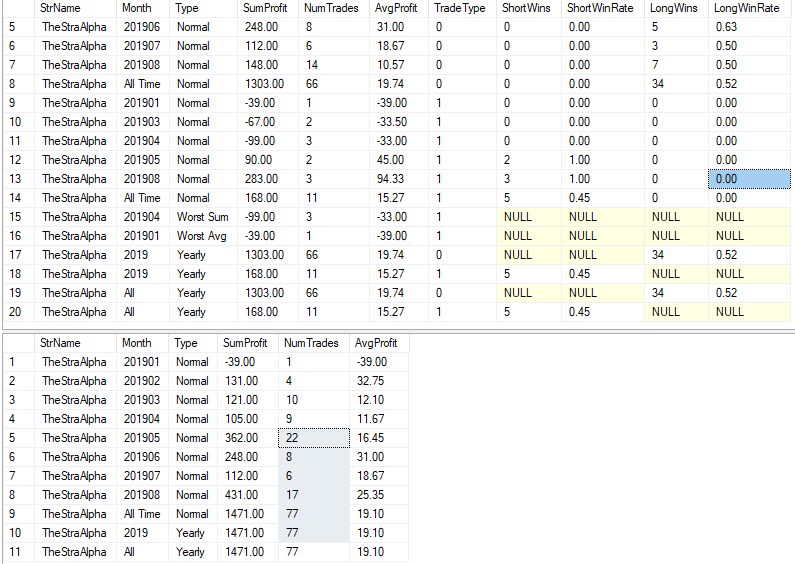 StrName Month Type SumProfit NumTrades AvgProfit TradeType ShortWins ShortWinRate LongWins LongWinRate
5 TheStraAlpha 201906 Normal 248.00 8 31.00 0 0 0.00 5 0.63
6 TheStraAlpha 201907 Normal 112.00 6 18.67 0 0 0.00 3 0.50
7 TheStraAlpha 201908 Normal 148.00 14 10.57 0 0 0.00 7 0.50
8 TheStraAlpha All Time Normal 1303.00 66 19.74 0 0 0.00 34 0.52
9 TheStraAlpha 201901 Normal -39.00 1 -39.00 1 0 0.00 0 0.00
10 TheStraAlpha 201903 Normal -67.00 2 -33.50 1 0 0.00 0 0.00
11 TheStraAlpha 201904 Normal -99.00 3 -33.00 1 0 0.00 0 0.00
12 TheStraAlpha 201905 Normal 90.00 2 45.00 1 2 1.00 0 0.00
13 TheStraAlpha 201908 Normal 283.00 3 94.33 1 3 1.00 0 0.00
14 TheStraAlpha All Time Normal 168.00 11 15.27 1 5 0.45 0 0.00
15 TheStraAlpha 201904 Worst Sum -99.00 3 -33.00 1 NULL NULL NULL NULL
16 TheStraAlpha 201901 Worst Avg -39.00 1 -39.00 1 NULL NULL NULL NULL
17 TheStraAlpha 2019 Yearly 1303.00 66 19.74 0 NULL NULL 34 0.52
18 TheStraAlpha 2019 Yearly 168.00 11 15.27 1 5 0.45 NULL NULL
19 TheStraAlpha All Yearly 1303.00 66 19.74 0 NULL NULL 34 0.52
20 TheStraAlpha All Yearly 168.00 11 15.27 1 5 0.45 NULL NULL
StrName Month Type SumProfit NumTrades AvgProfit
1 TheStraAlpha 201901 Normal -39.00 1 -39.00
2 TheStraAlpha 201902 Normal 131.00 4 32.75
3 TheStraAlpha 201903 Normal 121.00 10 12.10
4 TheStraAlpha 201904 Normal 105.00 9 11.67
5 TheStraAlpha 201905 Normal 362.00 22 16.45
6 TheStraAlpha 201906 Normal 248.00 8 31.00
7 TheStraAlpha 201907 Normal 112.00 6 18.67
8 TheStraAlpha 201908 Normal 431.00 17 25.35
9 TheStraAlpha All Time Normal 1471.00 77 19.10
10 TheStraAlpha 2019 Yearly 1471.00 77 19.10
11 TheStraAlpha All Yearly 1471.00 77 19.10